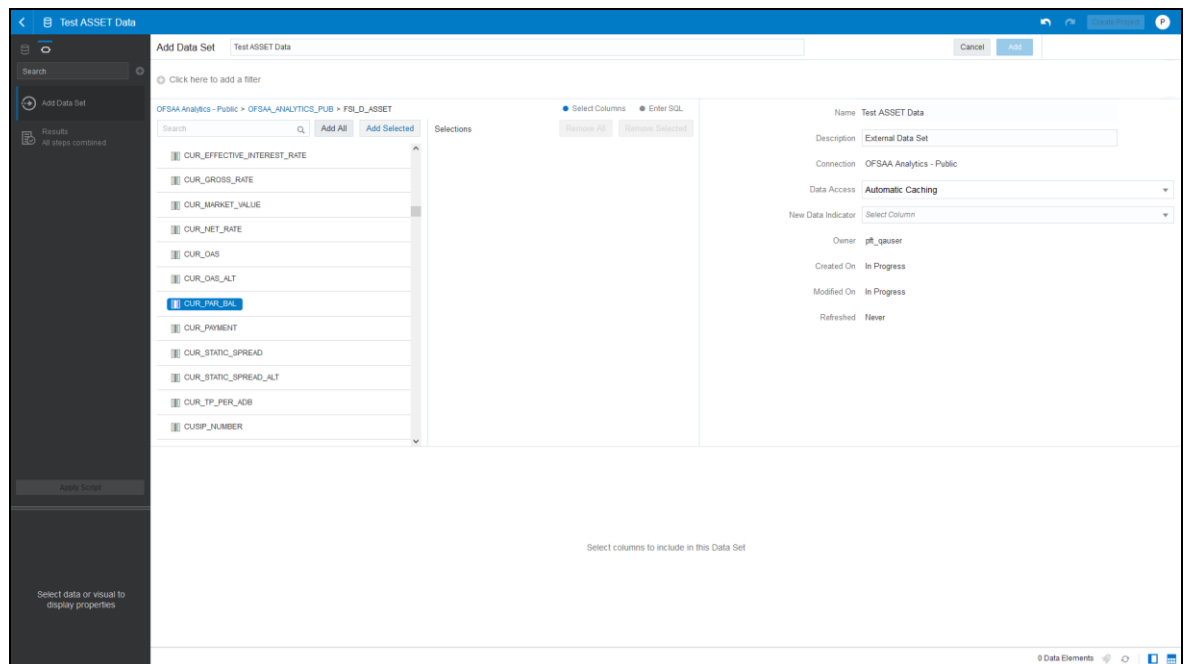 Test ASSET Data
Create Project
P
Search
Add Data Set
Results
All steps combined
Apply Script
Select data or visual to
display properties
Add Data Set
Test ASSET Data
Cancel
Add
Click here to add a filter
OFSAA Analytics - Public > OFSAA_ANALYTICS_PUB > FSI_D_ASSET
Select Columns
Enter SQL
Search
Add All
Add Selected
Selections
Remove All
Remove Selected
CUR_EFFECTIVE_INTEREST_RATE
CUR_GROSS_RATE
CUR_MARKET_VALUE
CUR_NET_RATE
CUR_OAS
CUR_OAS_ALT
CUR_PAR_BAL
CUR_PAYMENT
CUR_STATIC_SPREAD
CUR_STATIC_SPREAD_ALT
CUR_TP_PER_ADB
CUSIP_NUMBER
Name Test ASSET Data
Description External Data Set
Connection OFSAA Analytics - Public
Data Access Automatic Caching
New Data Indicator Select Column
Owner pft_qauser
Created On In Progress
Modified On In Progress
Refreshed Never
Select columns to include in this Data Set
0 Data Elements